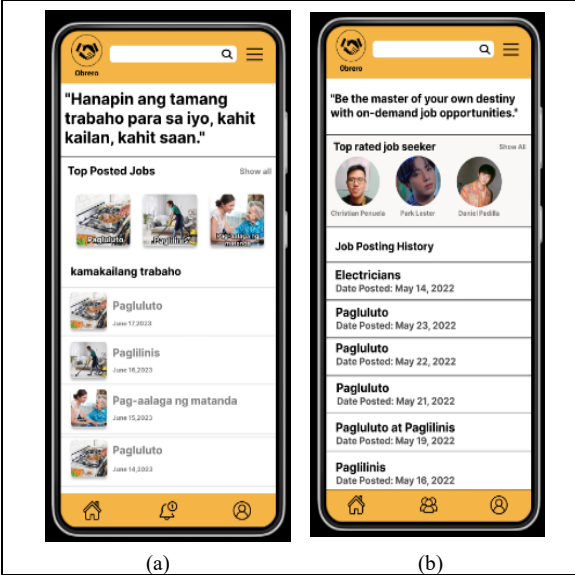 Obrero
"Hanapin ang tamang
trabaho para sa iyo, kahit
kailan, kahit saan."
Top Posted Jobs
Show all
Pagluluto
Paglilinis
Pag-aalaga ng
matanda
kamakailang trabaho
Pagluluto
June 17,2023
Paglilinis
June 16,2023
Pag-aalaga ng matanda
June 15,2023
Pagluluto
June 14,2023
(a)
Obrero
"Be the master of your own destiny
with on-demand job opportunities."
Top rated job seeker
Show All
Christian Penuela
Park Lester
Daniel Padilla
Job Posting History
Electricians
Date Posted: May 14, 2022
Pagluluto
Date Posted: May 23, 2022
Pagluluto
Date Posted: May 22, 2022
Pagluluto
Date Posted: May 21, 2022
Pagluluto at Paglilinis
Date Posted: May 19, 2022
Paglilinis
Date Posted: May 16, 2022
(b)